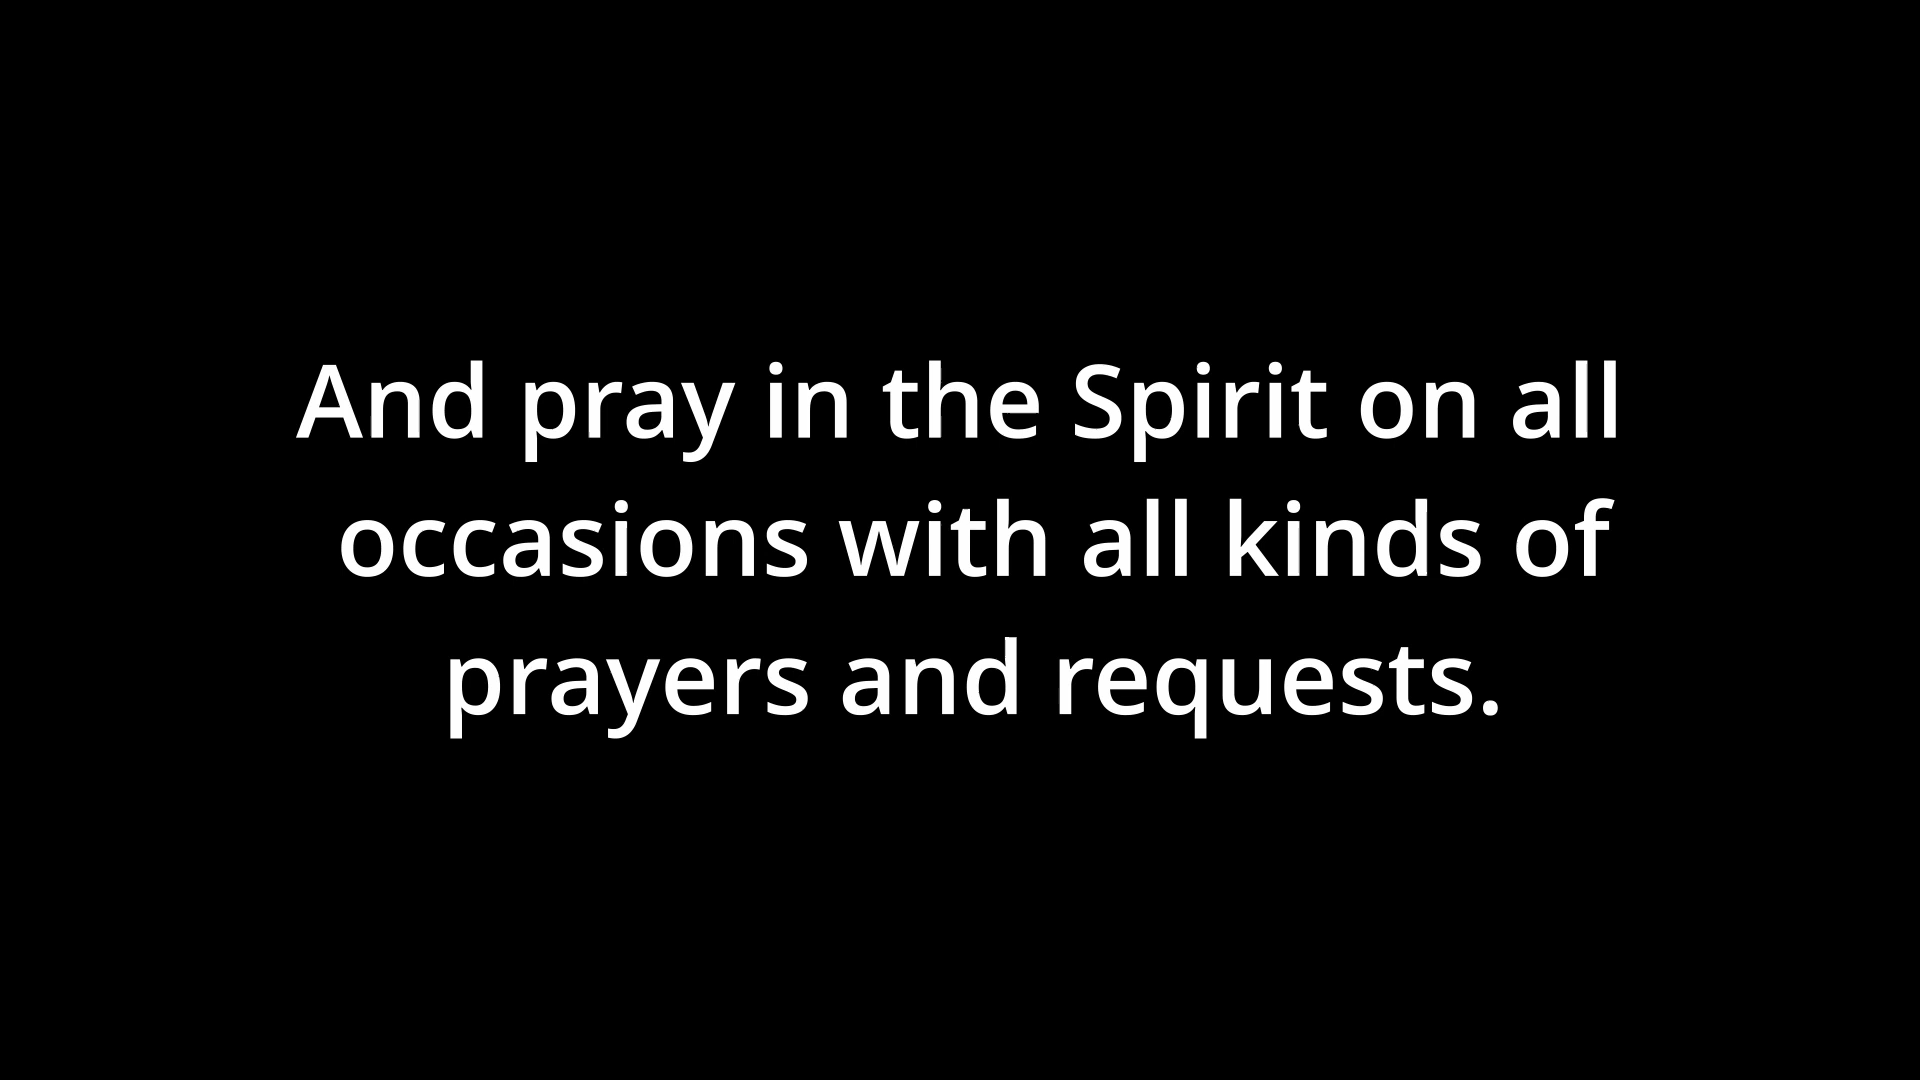 And pray in the Spirit on all
occasions with all kinds of
prayers and requests.